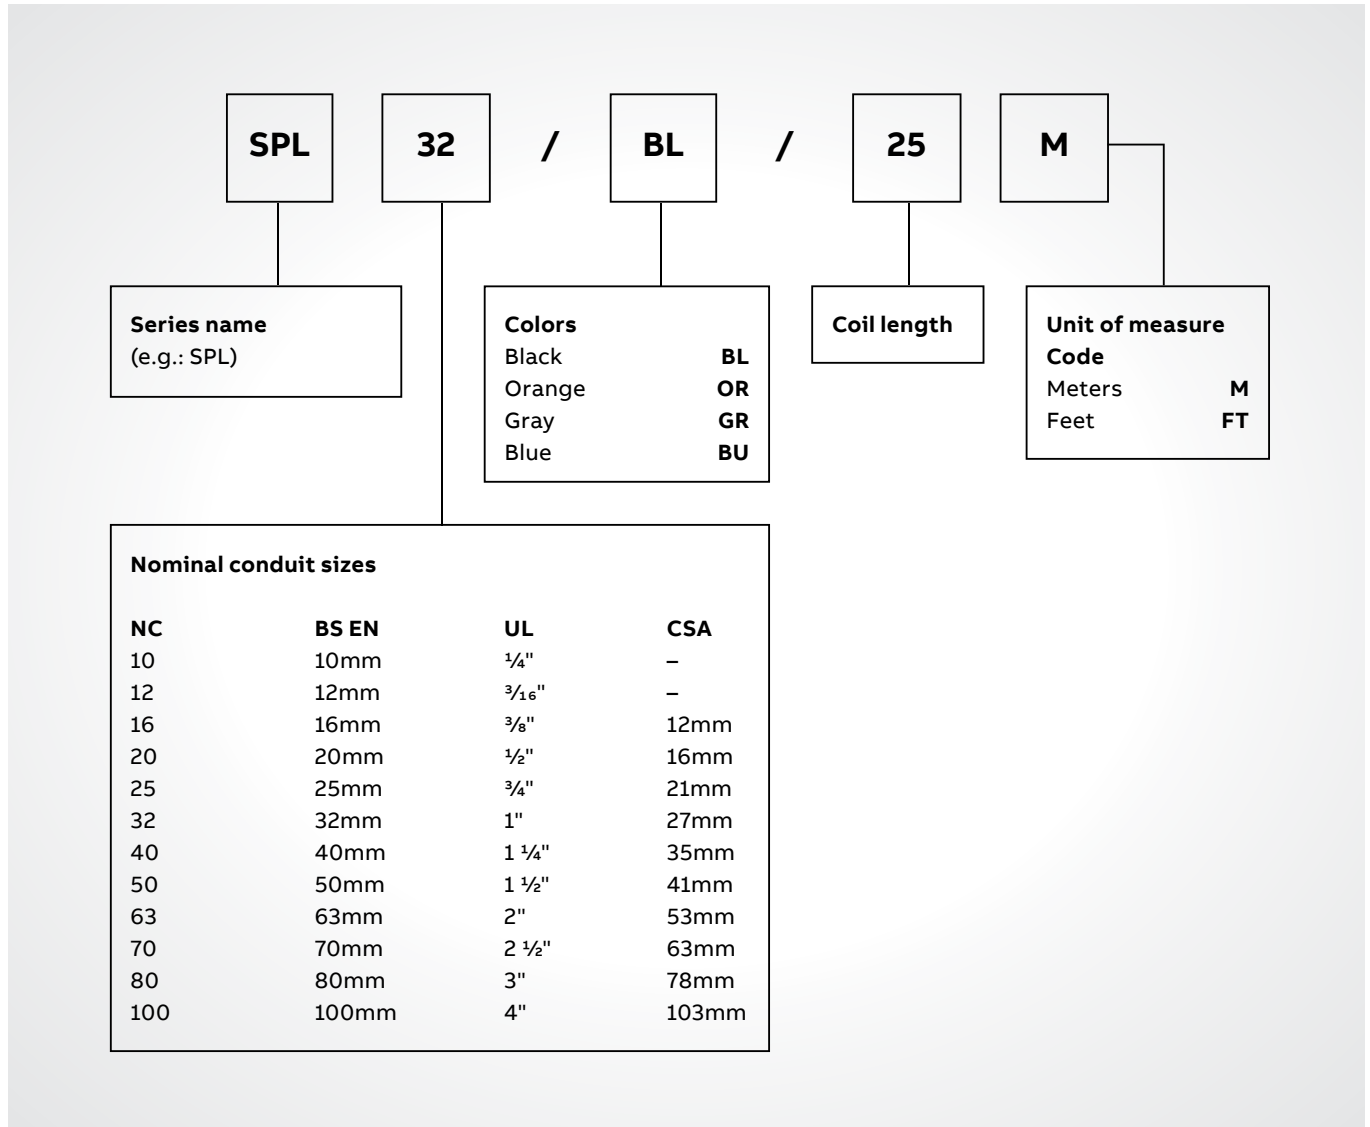 SPL 32 / BL / 25 M
Series name
(e.g.: SPL)
Colors
Black BL
Orange OR
Gray GR
Blue BU
Coil length
Unit of measure
Code
Meters M
Feet FT
Nominal conduit sizes
NC BS EN UL CSA
10 10mm ¼" –
12 12mm ³⁄₁₆" –
16 16mm ⅜" 12mm
20 20mm ½" 16mm
25 25mm ¾" 21mm
32 32mm 1" 27mm
40 40mm 1 ¼" 35mm
50 50mm 1 ½" 41mm
63 63mm 2" 53mm
70 70mm 2 ½" 63mm
80 80mm 3" 78mm
100 100mm 4" 103mm